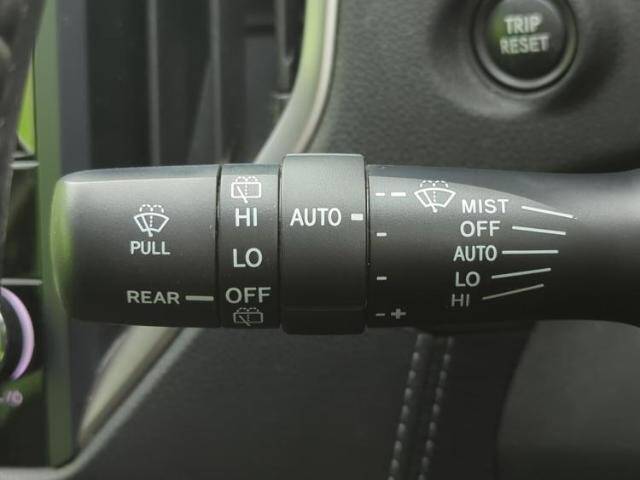 TRIP
RESET
PULL
REAR
HI
LO
OFF
AUTO
--
-
-
-+
MIST
OFF
AUTO
LO
HI